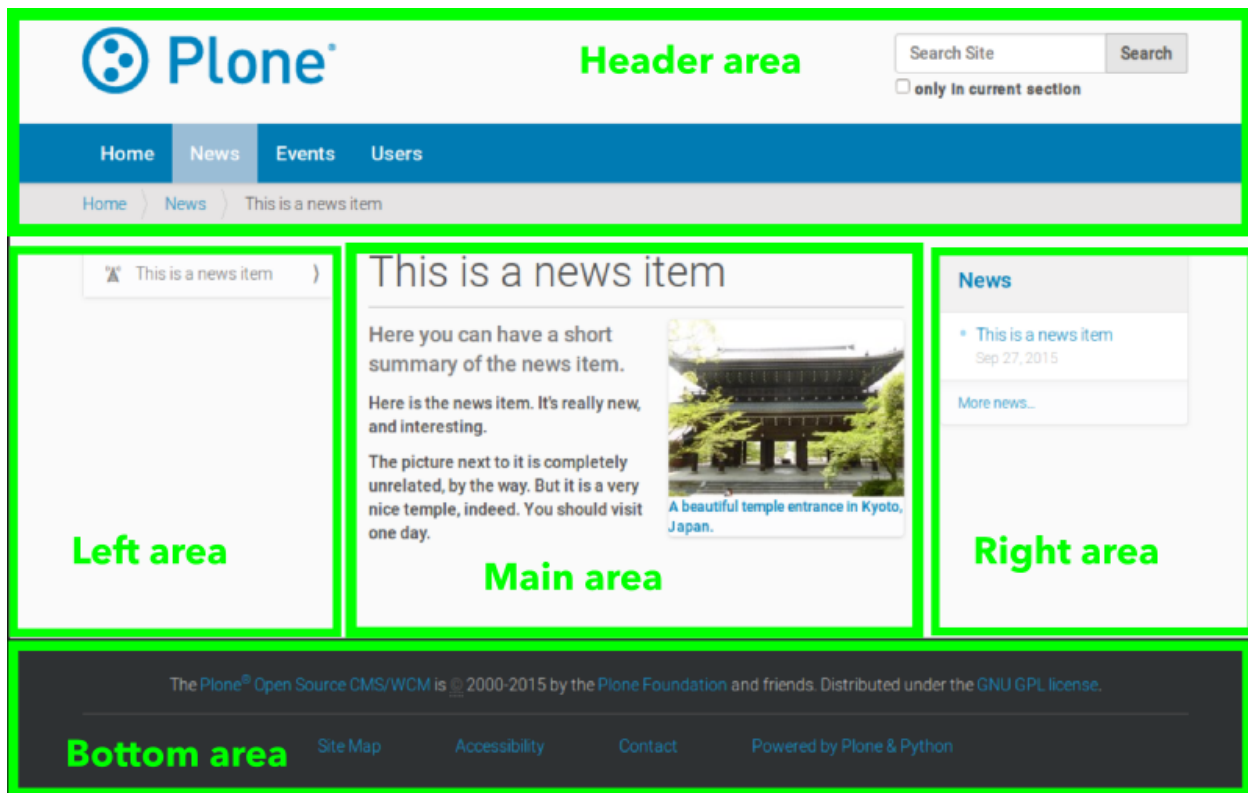 Plone®
Header area
Search Site
Search
only in current section
Home
News
Events
Users
Home
News
This is a news item
This is a news item
Left area
This is a news item
Here you can have a short
summary of the news item.
Here is the news item. It's really new,
and interesting.
The picture next to it is completely
unrelated, by the way. But it is a very
nice temple, indeed. You should visit
one day.
A beautiful temple entrance in Kyoto,
Japan.
Main area
News
This is a news item
Sep 27, 2015
More news...
Right area
The Plone® Open Source CMS/WCM is © 2000-2015 by the Plone Foundation and friends. Distributed under the GNU GPL license.
Bottom area
Site Map
Accessibility
Contact
Powered by Plone & Python